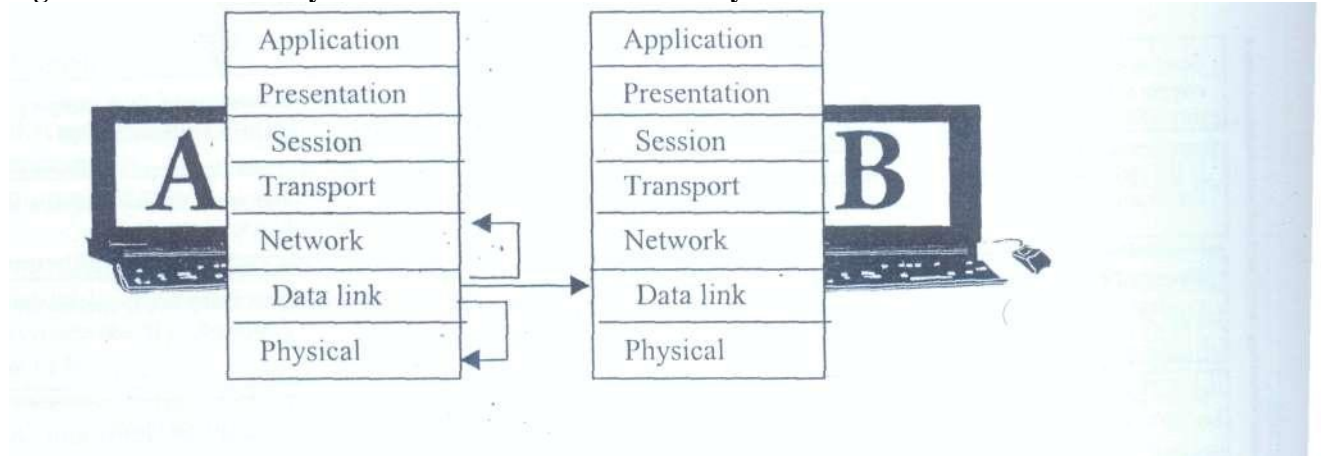 Application
Presentation
Session
Transport
Network
Data link
Physical
Application
Presentation
Session
Transport
Network
Data link
Physical
A
B